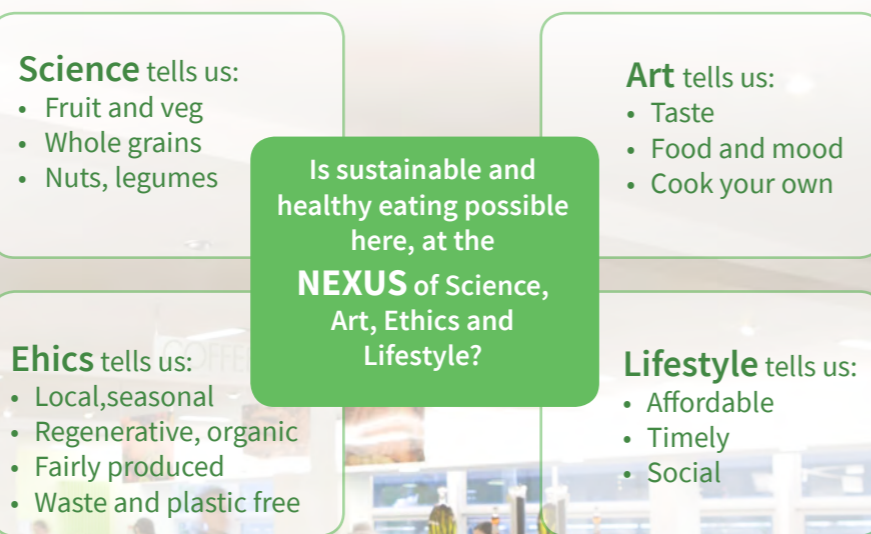 Science tells us:
• Fruit and veg
• Whole grains
• Nuts, legumes
Art tells us:
• Taste
• Food and mood
• Cook your own
Is sustainable and
healthy eating possible
here, at the
NEXUS of Science,
Art, Ethics and
Lifestyle?
Ehics tells us:
• Local,seasonal
• Regenerative, organic
• Fairly produced
• Waste and plastic free
Lifestyle tells us:
• Affordable
• Timely
• Social
COFFEE